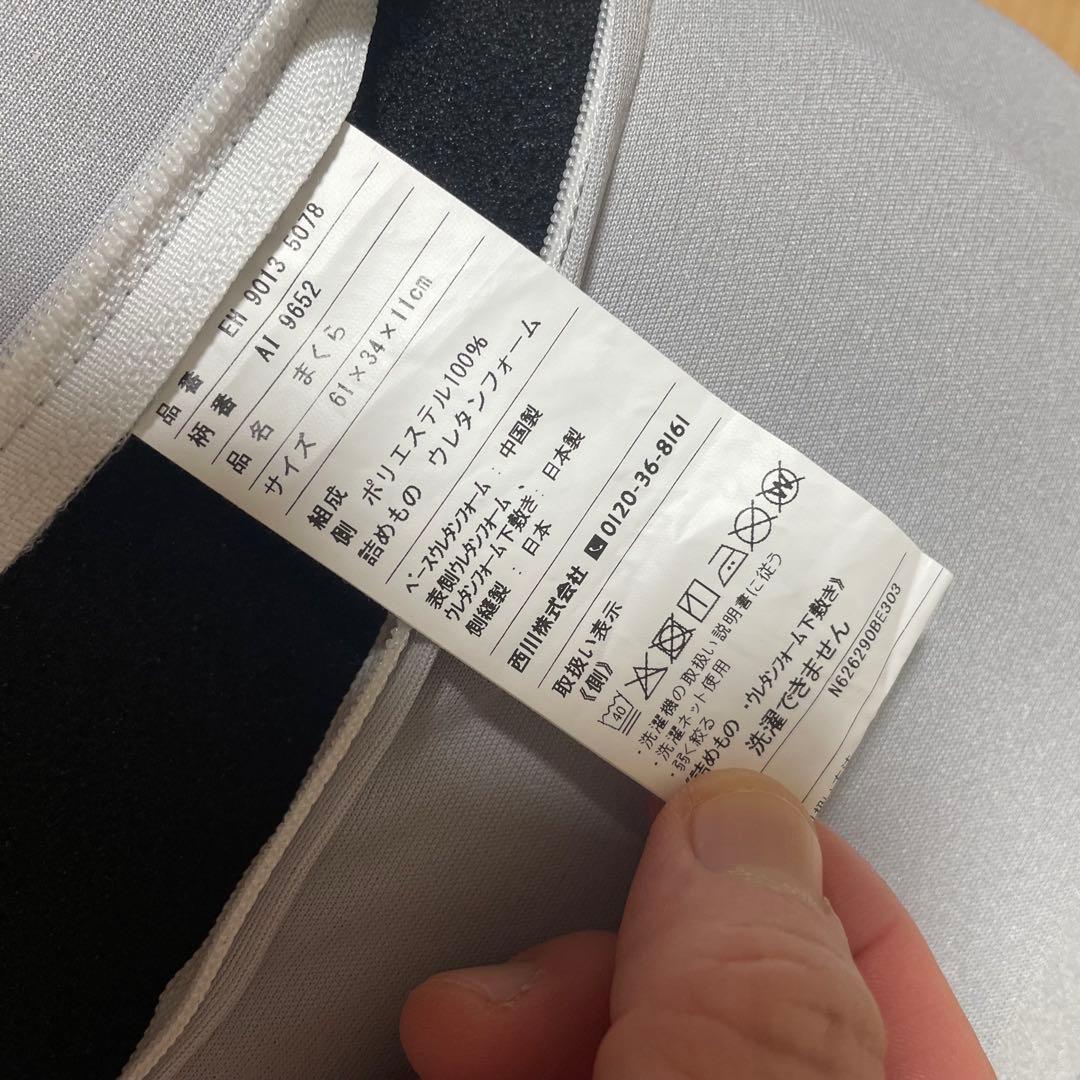 品番 EH 9013 5078
柄番 AI 9652
品名 まくら
サイズ 61×34×11cm
組成
側 ポリエステル100%
詰めもの ウレタンフォーム
ベースウレタンフォーム：中国製
表側ウレタンフォーム、
ウレタンフォーム下敷き：日本製
側縫製：日本
西川株式会社 0120-36-8161
取扱い表示
《側》
40
・洗濯機の取扱い説明書に従う
・洗濯ネット使用
・弱く絞る
詰めもの・ウレタンフォーム下敷き》
洗濯できません
N626290BE303